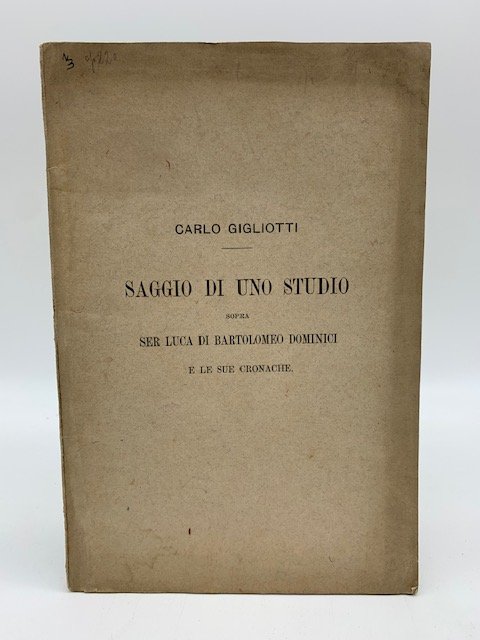 CARLO GIGLIOTTI
SAGGIO DI UNO STUDIO
SOPRA
SER LUCA DI BARTOLOMEO DOMINICI
E LE SUE CRONACHE.